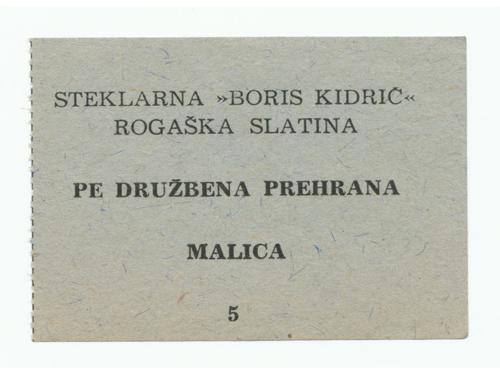 STEKLARNA »BORIS KIDRIČ«
ROGAŠKA SLATINA
PE DRUŽBENA PREHRANA
MALICA
5